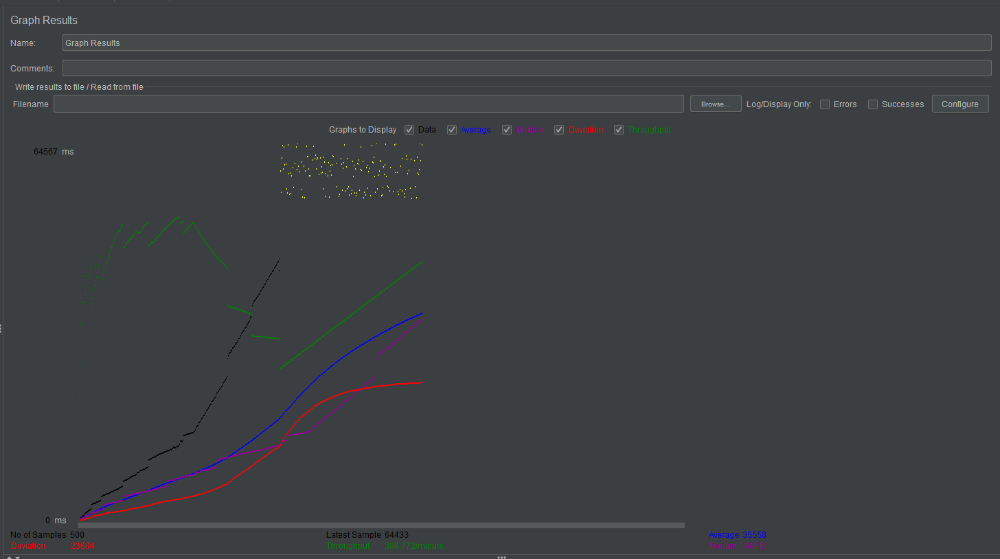 Graph Results
Name: Graph Results
Comments:
Write results to file / Read from file
Filename Browse... Log/Display Only: Errors Successes Configure
Graphs to Display Data Average Median Deviation Throughput
64567 ms
0 ms
No of Samples 500 Latest Sample 64433 Average 35558
Deviation 23684 Throughput 398.772/minute Median